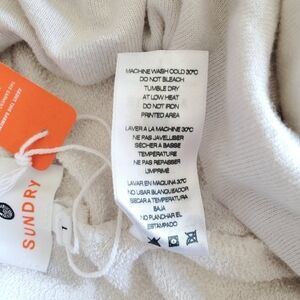 MACHINE WASH COLD 30°C
DO NOT BLEACH
TUMBLE DRY
AT LOW HEAT
DO NOT IRON
PRINTED AREA
LAVER A LA MACHINE 30°C
NE PAS JAVELLISER
SÉCHER A BASSE
TEMPÉRATURE
NE PAS REPASSER
L'IMPRIMÉ
LAVAR EN MAQUINA 30°C
NO USAR BLANQUEADOR
SECAR A TEMPERATURA
BAJA
NO PLANCHAR EL
ESTAMPADO
SUNDRY
1